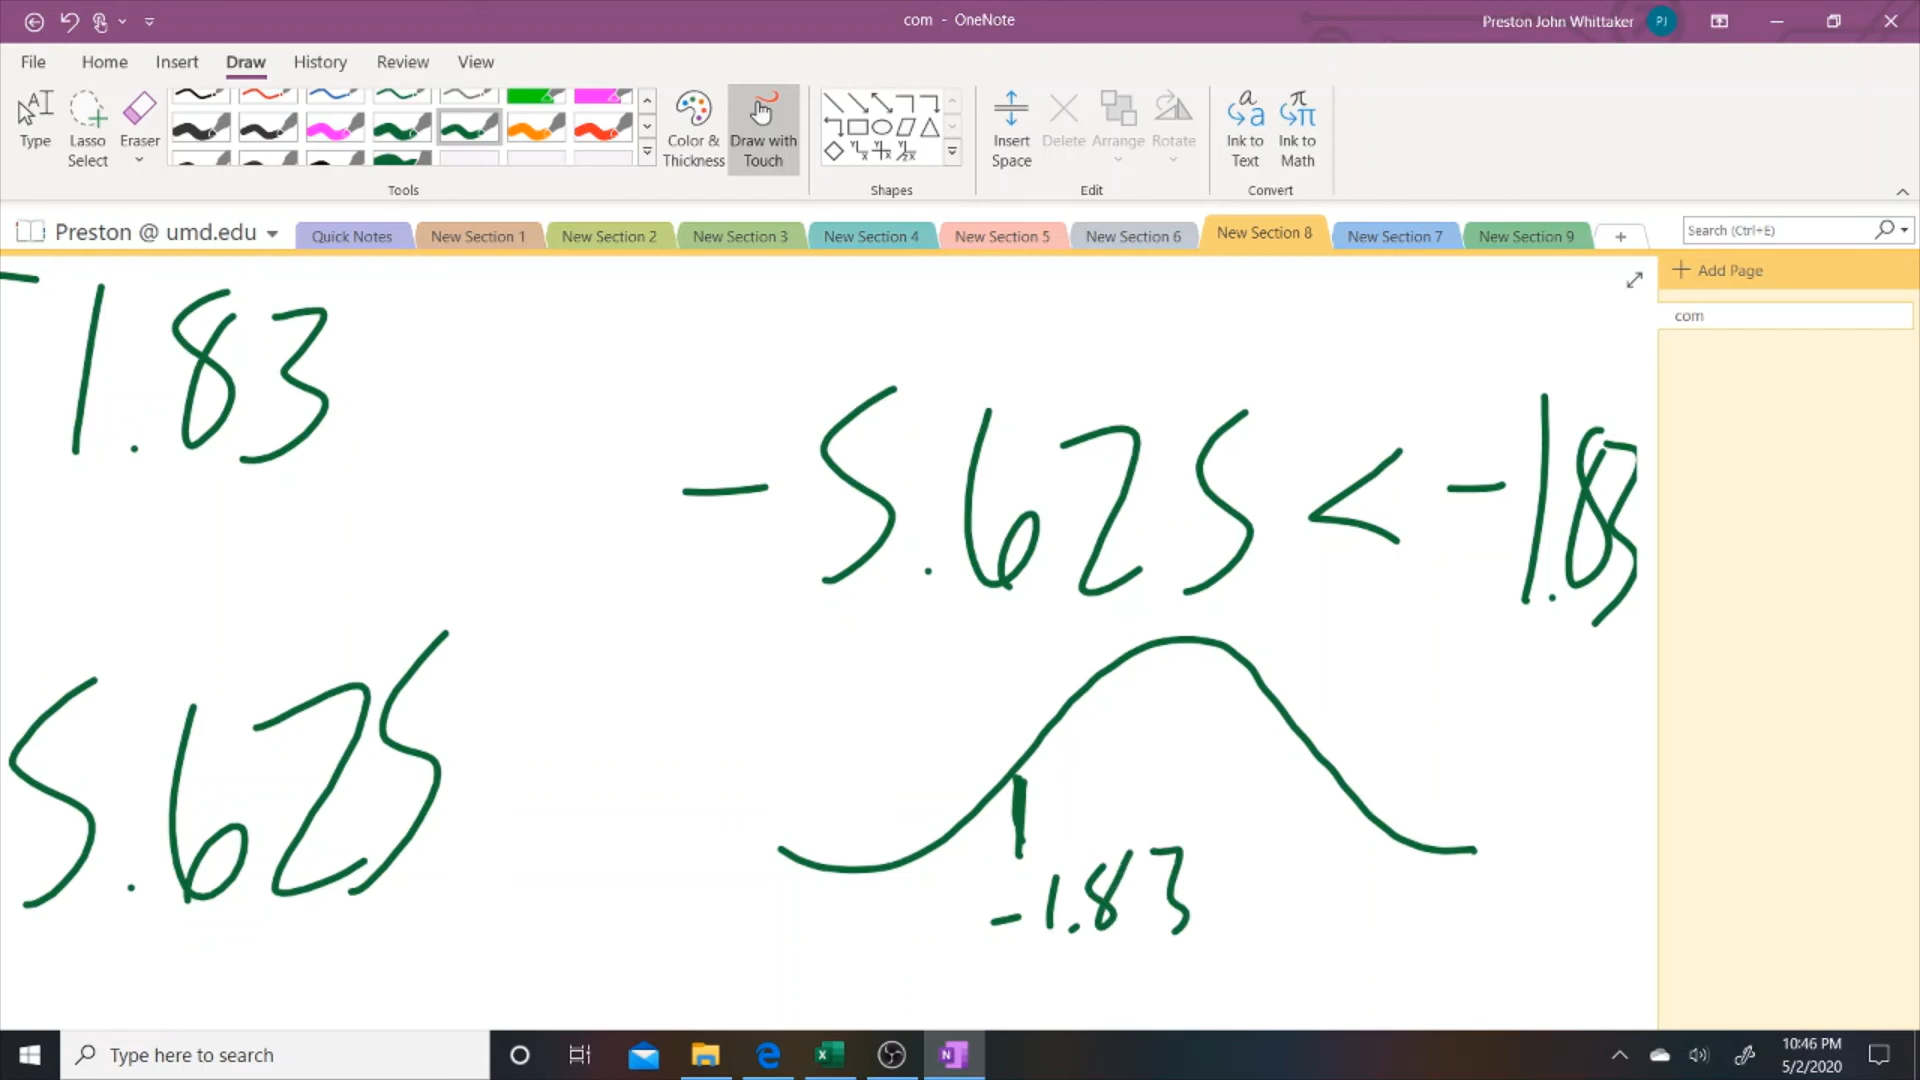 com - OneNote
Preston John Whittaker PJ
File Home Insert Draw History Review View
Type
Lasso Select
Eraser
Color & Thickness
Draw with Touch
Insert Space
Delete
Arrange
Rotate
Ink to Text
Ink to Math
Tools
Shapes
Edit
Convert
Preston @ umd.edu
Quick Notes
New Section 1
New Section 2
New Section 3
New Section 4
New Section 5
New Section 6
New Section 8
New Section 7
New Section 9
Search (Ctrl+E)
Add Page
com
-1.83
-5.625 < -1.83
5.625
-1.83
Type here to search
10:46 PM
5/2/2020